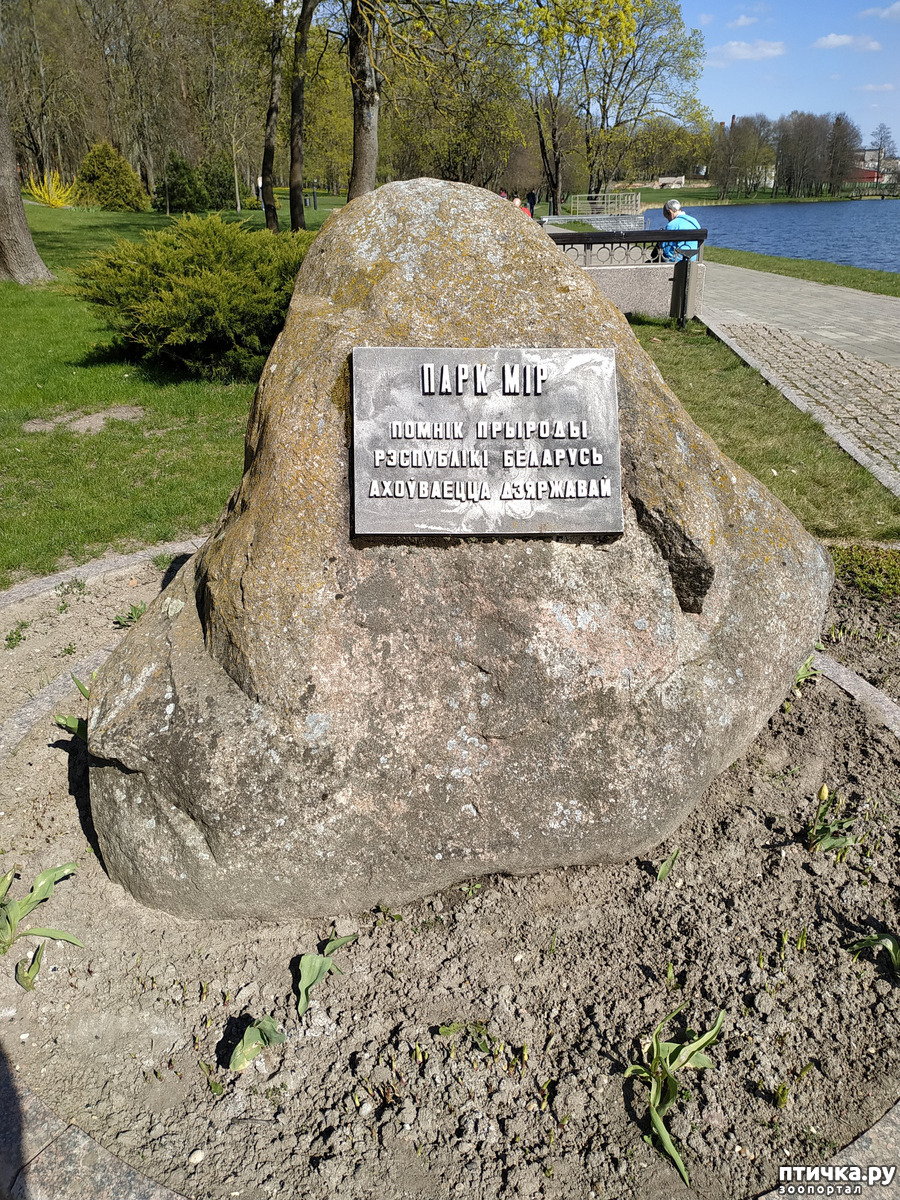 ПАРК МІР
ПОМНІК ПРЫРОДЫ
РЭСПУБЛІКІ БЕЛАРУСЬ
АХОЎВАЕЦЦА ДЗЯРЖАВАЙ
ПТИЧКА.РУ
ЗООПОРТАЛ